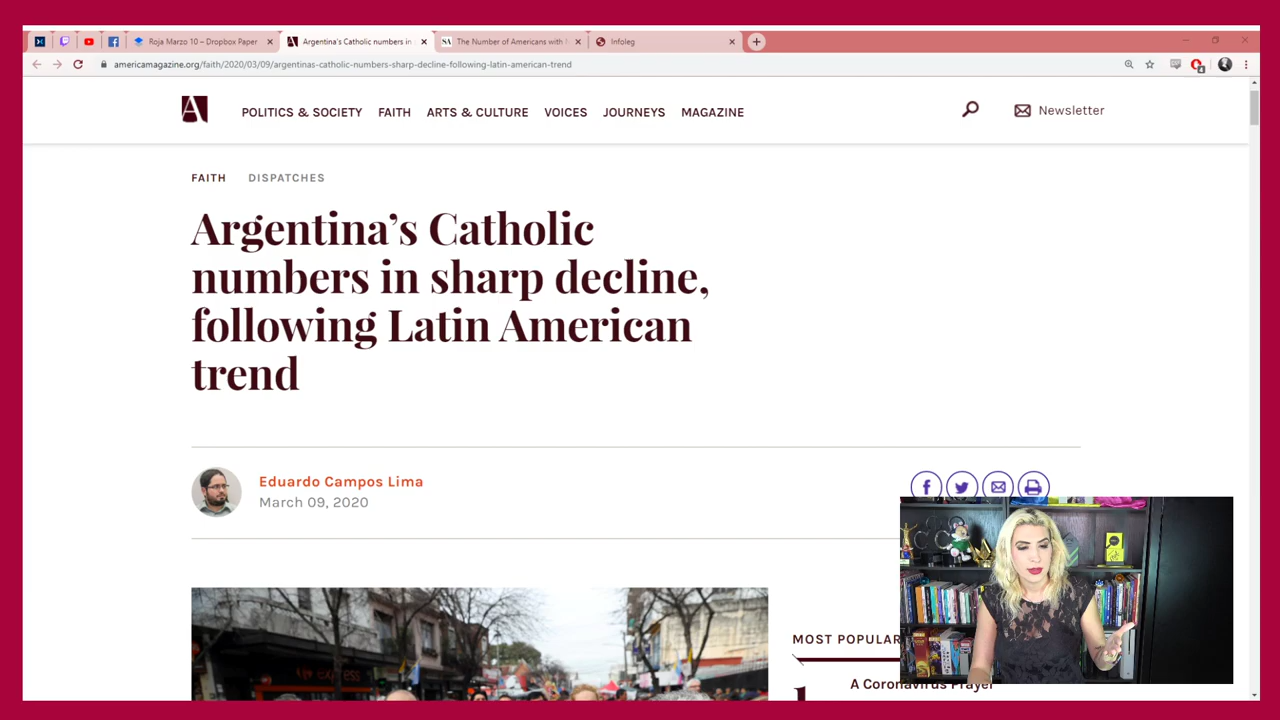 Roja Marzo 10 – Dropbox Paper
Argentina's Catholic numbers in
The Number of Americans with N
Infoleg
americamagazine.org/faith/2020/03/09/argentinas-catholic-numbers-sharp-decline-following-latin-american-trend
POLITICS & SOCIETY FAITH ARTS & CULTURE VOICES JOURNEYS MAGAZINE
Newsletter
FAITH DISPATCHES
Argentina's Catholic
numbers in sharp decline,
following Latin American
trend
Eduardo Campos Lima
March 09, 2020
MOST POPULAR
A Coronavirus Prayer
express